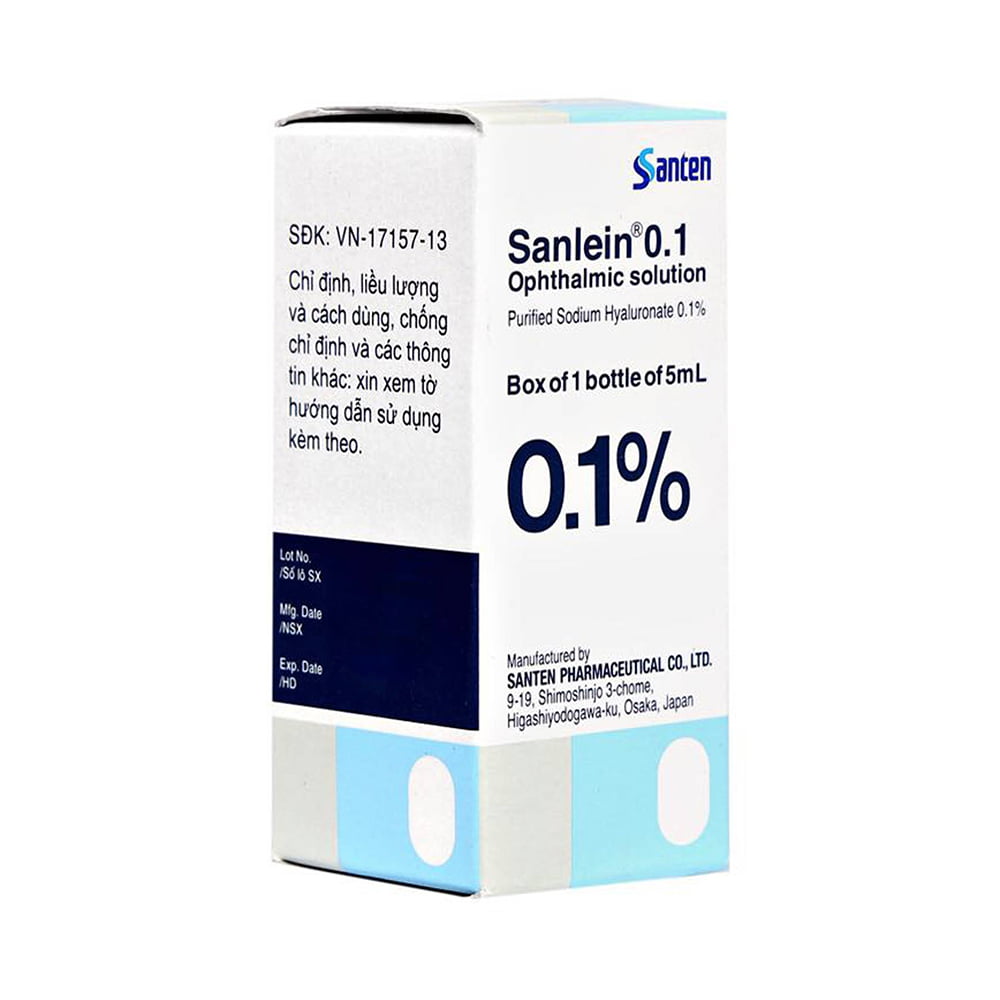 SĐK: VN-17157-13
Chỉ định, liều lượng
và cách dùng, chống
chỉ định và các thông
tin khác: xin xem tờ
hướng dẫn sử dụng
kèm theo.
Lot No.
/Số lô SX
Mfg. Date
/NSX
Exp. Date
/HD
Santen
Sanlein® 0.1
Ophthalmic solution
Purified Sodium Hyaluronate 0.1%
Box of 1 bottle of 5mL
0.1%
Manufactured by
SANTEN PHARMACEUTICAL CO., LTD.
9-19, Shimoshinjo 3-chome,
Higashiyodogawa-ku, Osaka, Japan